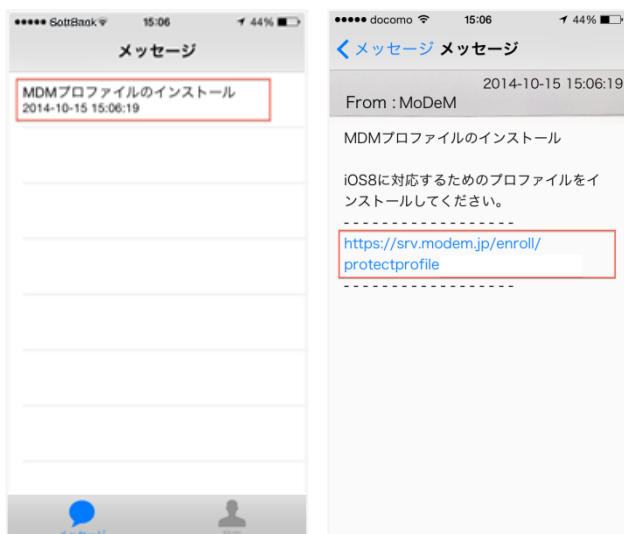 SoftBank 15:06 44%
メッセージ
MDMプロファイルのインストール
2014-10-15 15:06:19
メッセージ
docomo 15:06 44%
メッセージ メッセージ
2014-10-15 15:06:19
From : MoDeM
MDMプロファイルのインストール
iOS8に対応するためのプロファイルをイ
ンストールしてください。
- - - - - - - - - - - - - - - - - -
https://srv.modem.jp/enroll/
protectprofile
- - - - - - - - - - - - - - - - - -